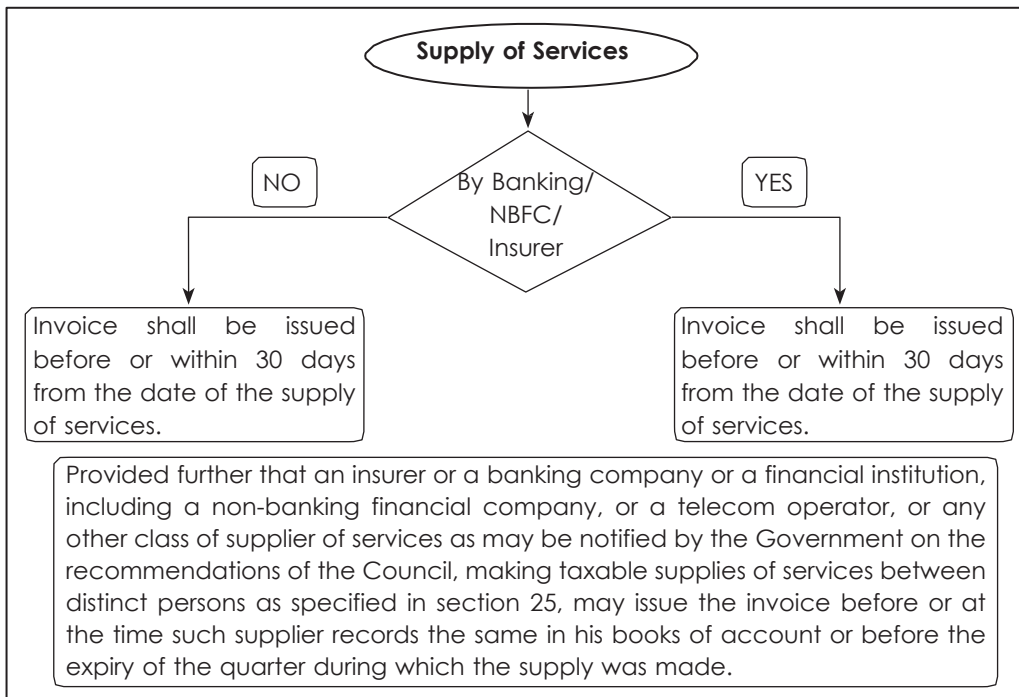 Supply of Services
NO
By Banking/
NBFC/
Insurer
YES
Invoice shall be issued
before or within 30 days
from the date of the supply
of services.
Invoice shall be issued
before or within 30 days
from the date of the supply
of services.
Provided further that an insurer or a banking company or a financial institution,
including a non-banking financial company, or a telecom operator, or any
other class of supplier of services as may be notified by the Government on the
recommendations of the Council, making taxable supplies of services between
distinct persons as specified in section 25, may issue the invoice before or at
the time such supplier records the same in his books of account or before the
expiry of the quarter during which the supply was made.